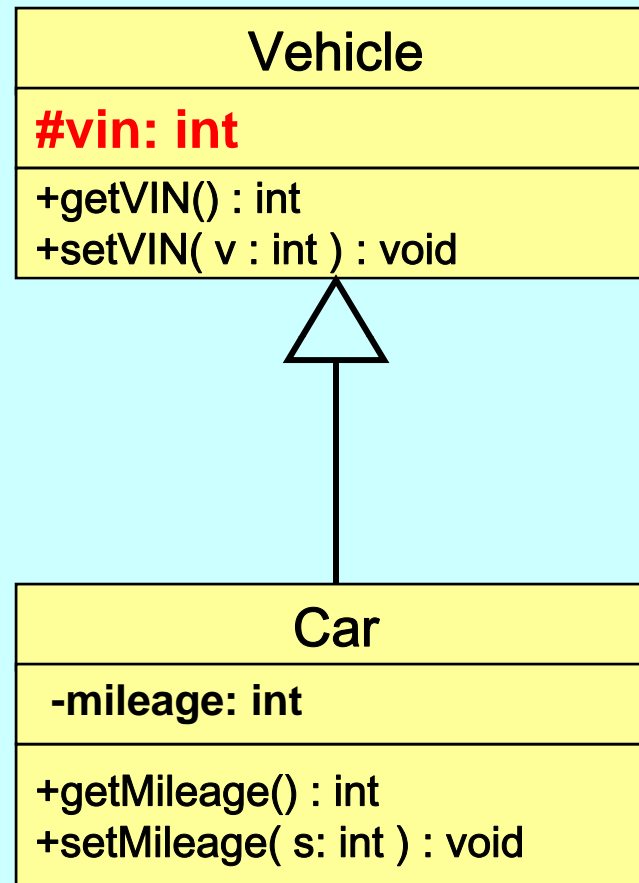 Vehicle
#vin: int
+getVIN() : int
+setVIN( v : int ) : void
Car
-mileage: int
+getMileage() : int
+setMileage( s: int ) : void